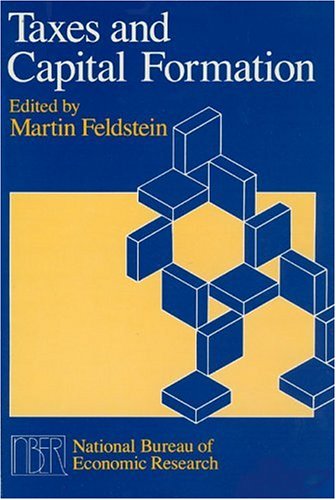 Taxes and
Capital Formation
Edited by
Martin Feldstein
NBER
National Bureau of
Economic Research